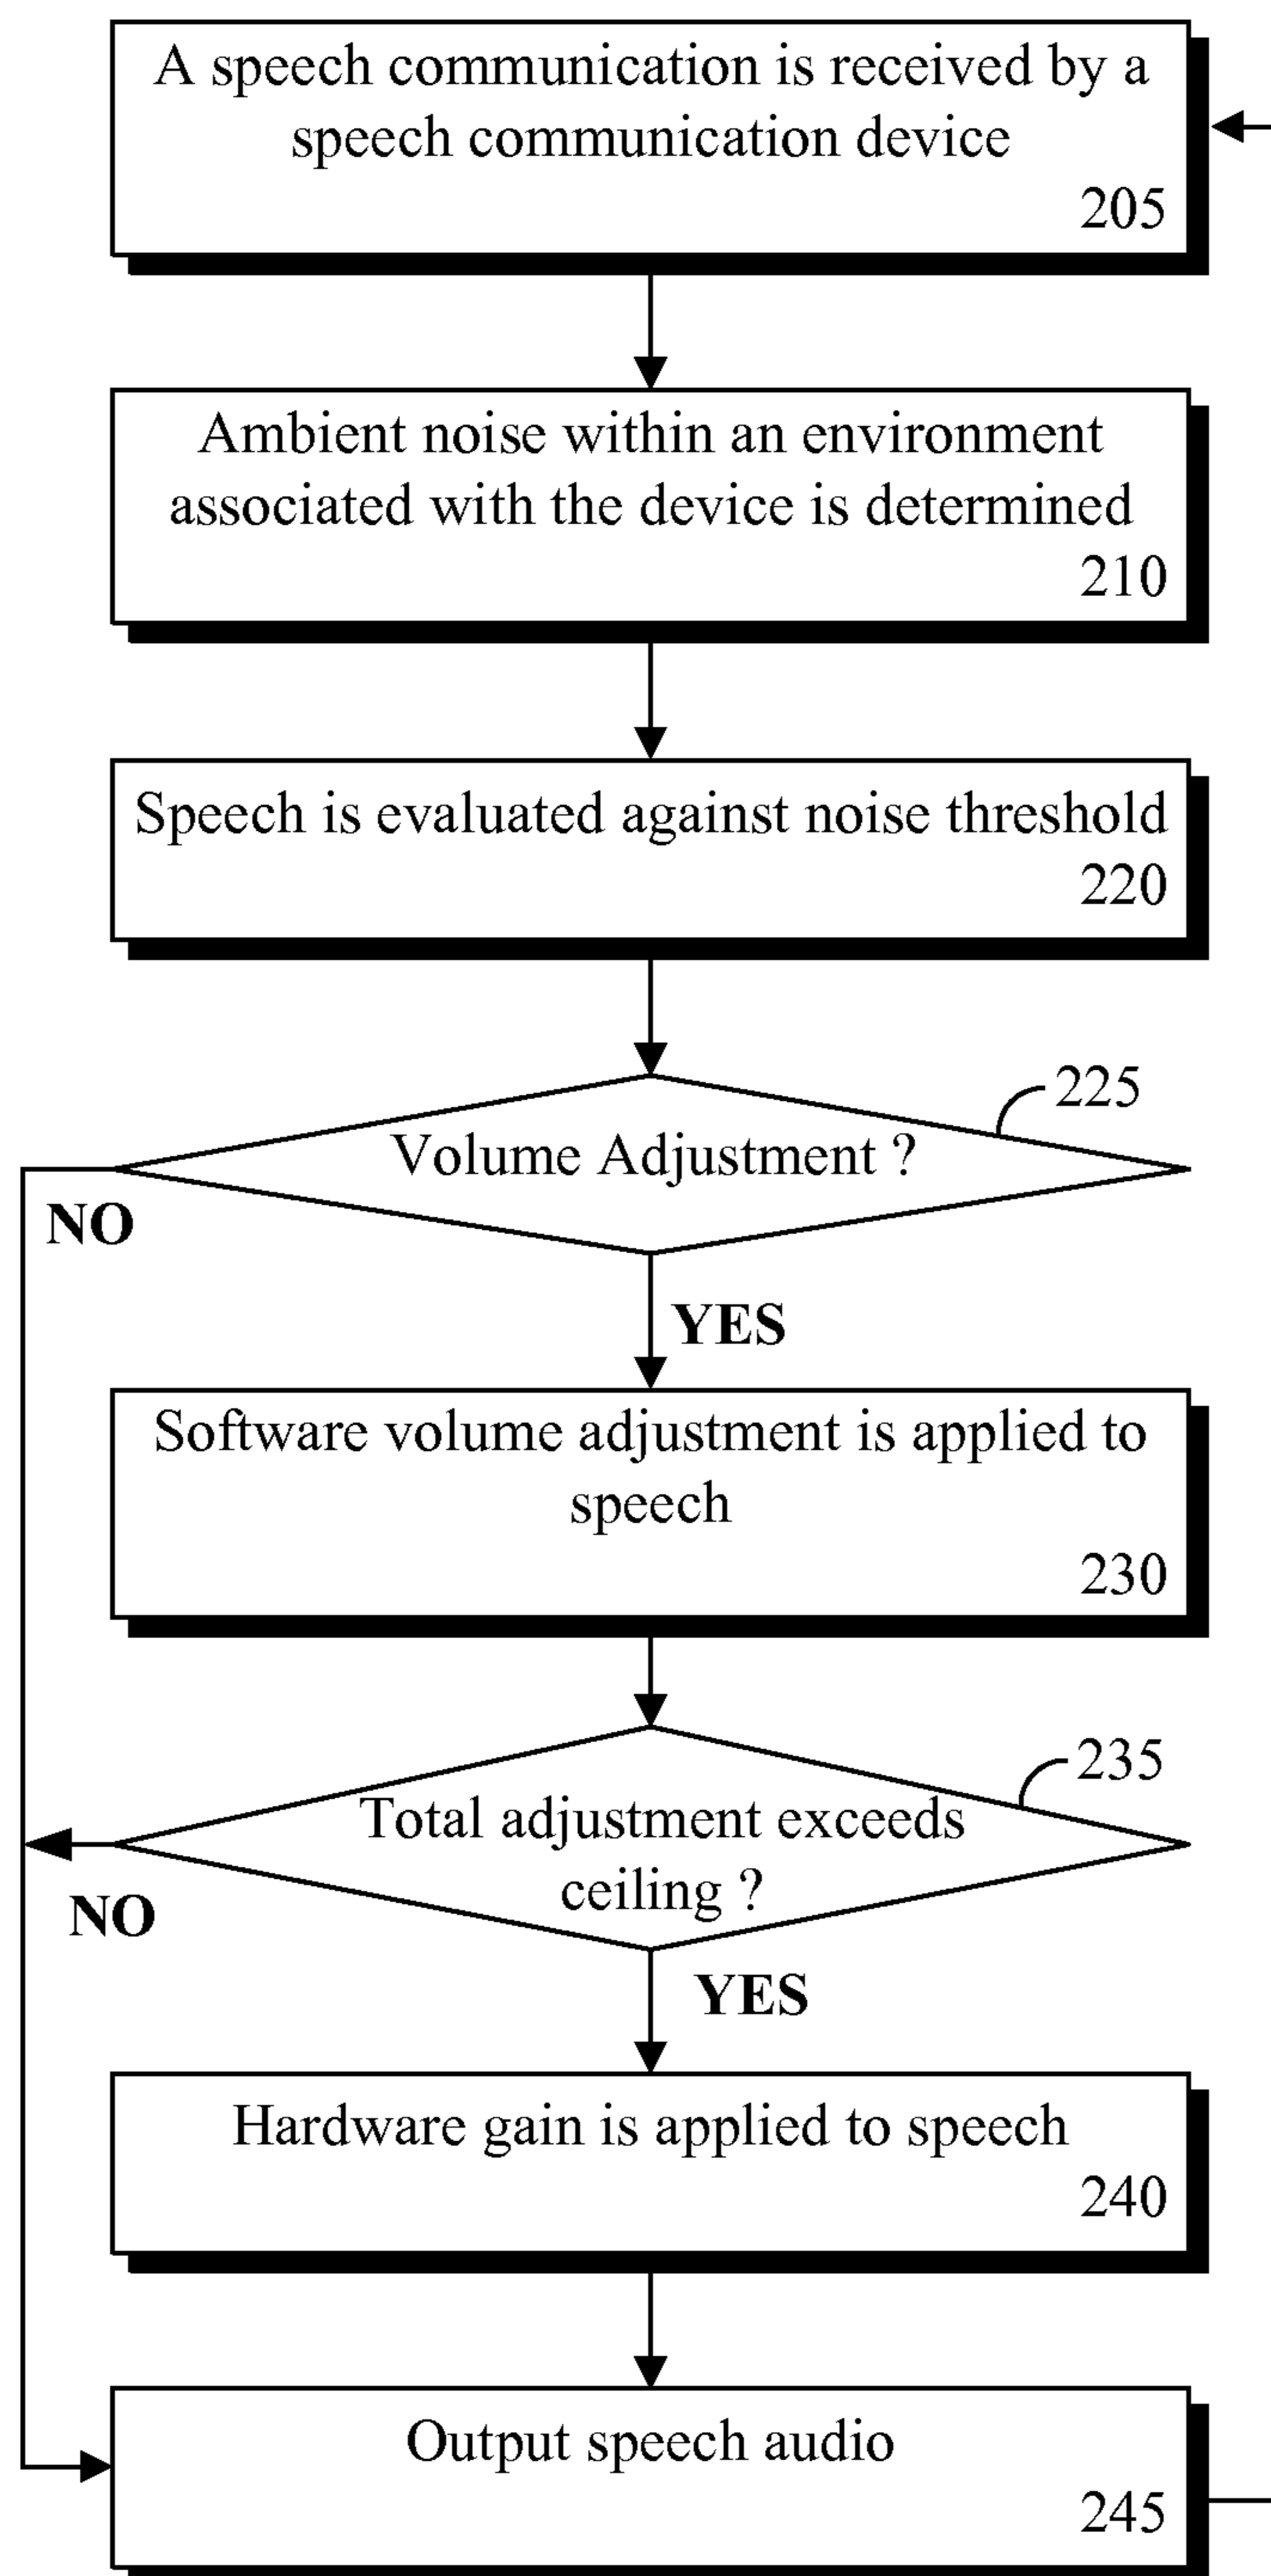 A speech communication is received by a
speech communication device
205
Ambient noise within an environment
associated with the device is determined
210
Speech is evaluated against noise threshold
220
225
Volume Adjustment ?
NO
YES
Software volume adjustment is applied to
speech
230
235
Total adjustment exceeds
ceiling ?
NO
YES
Hardware gain is applied to speech
240
Output speech audio
245